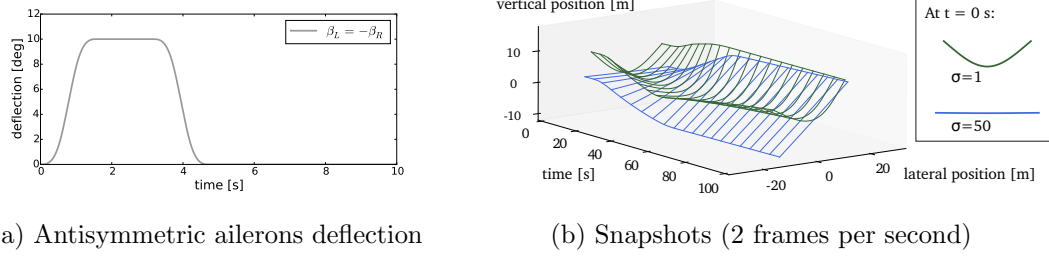 12
10
8
6
4
2
0
deflection [deg]
β_L = −β_R
0 2 4 6 8 10
time [s]
a) Antisymmetric ailerons deflection
vertical position [m]
10
0
-10
0
20
40
60
80
100
time [s]
-20
0
20
lateral position [m]
At t = 0 s:
σ=1
σ=50
(b) Snapshots (2 frames per second)